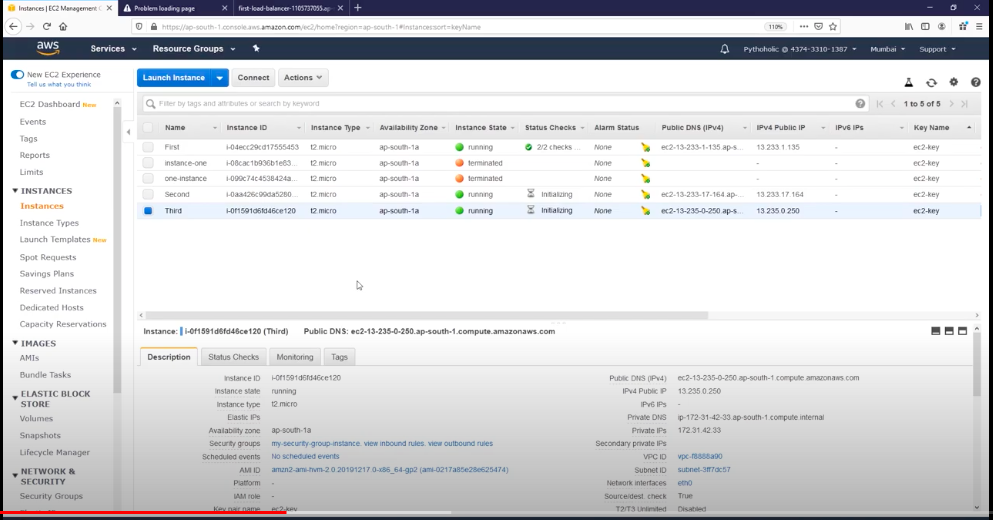 Instances | EC2 Management C
Problem loading page
first-load-balancer-1105737055.ap-
https://ap-south-1.console.aws.amazon.com/ec2/home?region=ap-south-1#Instances:sort=keyName
110%
aws Services Resource Groups Pythoholic @ 4374-3310-1387 Mumbai Support
New EC2 Experience
Tell us what you think
Launch Instance Connect Actions
EC2 Dashboard New
Events
Tags
Reports
Limits
INSTANCES
Instances
Instance Types
Launch Templates New
Spot Requests
Savings Plans
Reserved Instances
Dedicated Hosts
Capacity Reservations
IMAGES
AMIs
Bundle Tasks
ELASTIC BLOCK
STORE
Volumes
Snapshots
Lifecycle Manager
NETWORK &
SECURITY
Security Groups
Filter by tags and attributes or search by keyword
1 to 5 of 5
Name Instance ID Instance Type Availability Zone Instance State Status Checks Alarm Status Public DNS (IPv4) IPv4 Public IP IPv6 IPs Key Name
First i-04ecc29cd17555453 t2.micro ap-south-1a running 2/2 checks ... None ec2-13-233-1-135.ap-s... 13.233.1.135 - ec2-key
instance-one i-08cac1b936b1e63... t2.micro ap-south-1a terminated None - - ec2-key
one-instance i-099c74c4538424a... t2.micro ap-south-1a terminated None - - ec2-key
Second i-0aa426c99da5260... t2.micro ap-south-1a running Initializing None ec2-13-233-17-164.ap-... 13.233.17.164 - ec2-key
Third i-0f1591d6fd46ce120 t2.micro ap-south-1a running Initializing None ec2-13-235-0-250.ap-s... 13.235.0.250 - ec2-key
Instance: i-0f1591d6fd46ce120 (Third) Public DNS: ec2-13-235-0-250.ap-south-1.compute.amazonaws.com
Description Status Checks Monitoring Tags
Instance ID i-0f1591d6fd46ce120
Instance state running
Instance type t2.micro
Elastic IPs
Availability zone ap-south-1a
Security groups my-security-group-instance. view inbound rules. view outbound rules
Scheduled events No scheduled events
AMI ID amzn2-ami-hvm-2.0.20191217.0-x86_64-gp2 (ami-0217a85e28e625474)
Platform -
IAM role -
Key pair name ec2-key
Public DNS (IPv4) ec2-13-235-0-250.ap-south-1.compute.amazonaws.com
IPv4 Public IP 13.235.0.250
IPv6 IPs -
Private DNS ip-172-31-42-33.ap-south-1.compute.internal
Private IPs 172.31.42.33
Secondary private IPs
VPC ID vpc-f8888a90
Subnet ID subnet-3ff7dc57
Network interfaces eth0
Source/dest. check True
T2/T3 Unlimited Disabled